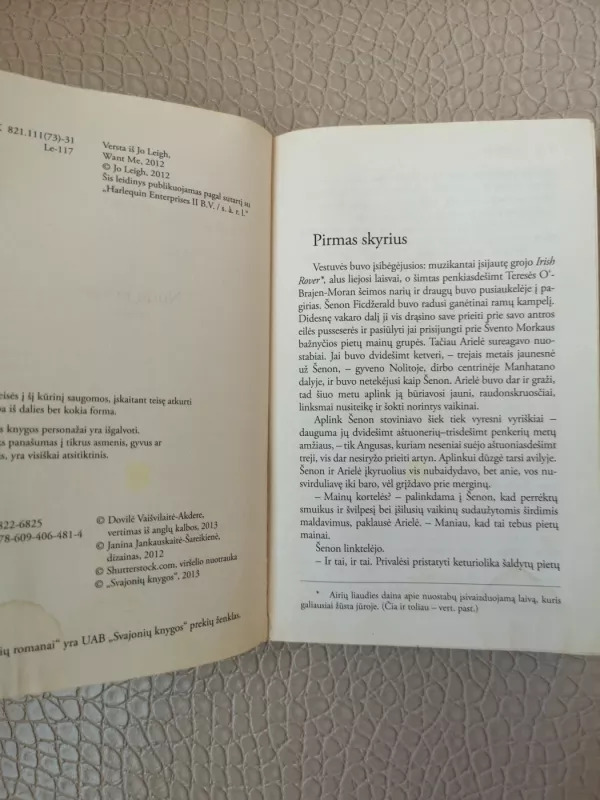 821.111(73)-31
Le-117
Versta iš Jo Leigh,
Want Me, 2012
© Jo Leigh, 2012
Šis leidinys publikuojamas pagal sutartį su
„Harlequin Enterprises II B.V. / s. à. r. l.“
eisės į šį kūrinį saugomos, įskaitant teisę atkurti
a iš dalies bet kokia forma.
s knygos personažai yra išgalvoti.
s panašumas į tikrus asmenis, gyvus ar
s, yra visiškai atsitiktinis.
822-6825
78-609-406-481-4
© Dovilė Vaišvilaitė-Akdere,
vertimas iš anglų kalbos, 2013
© Janina Jankauskaitė-Šareikienė,
dizainas, 2012
© Shutterstock.com, viršelio nuotrauka
© „Svajonių knygos“, 2013
ių romanai“ yra UAB „Svajonių knygos“ prekių ženklas.
Pirmas skyrius
Vestuvės buvo įsibėgėjusios: muzikantai įsijautę grojo Irish
Rover*, alus liejosi laisvai, o šimtas penkiasdešimt Teresės O’-
Brajen-Moran šeimos narių ir draugų buvo pusiaukelėje į pa-
girias. Šenon Ficdžerald buvo radusi ganėtinai ramų kampelį.
Didesnę vakaro dalį ji vis drąsino save prieiti prie savo antros
eilės pusseserės ir pasiūlyti jai prisijungti prie Švento Morkaus
bažnyčios pietų mainų grupės. Tačiau Arielė sureagavo nuo-
stabiai. Jai buvo dvidešimt ketveri, – trejais metais jaunesnė
už Šenon, – gyveno Nolitoje, dirbo centrinėje Manhatano
dalyje, ir buvo netekėjusi kaip Šenon. Arielė buvo dar ir graži,
tad šiuo metu aplink ją būriavosi jauni, raudonskruosčiai,
linksmai nusiteikę ir šokti norintys vaikinai.
Aplink Šenon stoviniavo šiek tiek vyresni vyriškiai –
dauguma jų dvidešimt aštuonerių–trisdešimt penkerių metų
amžiaus, – tik Angusas, kuriam neseniai suėjo aštuoniasdešimt
treji, vis dar nesiryžo prieiti artyn. Aplinkui dūzgė tarsi avilyje.
Šenon ir Arielė įkyruolius vis nubaidydavo, bet anie, vos nu-
svirduliavę iki baro, vėl grįždavo prie merginų.
– Mainų kortelės? – palinkdama į Šenon, kad perrėktų
smuikus ir švilpesį bei įšilusių vaikinų sudaužytomis širdimis
maldavimus, paklausė Arielė. – Maniau, kad tai tebus pietų
mainai.
Šenon linktelėjo.
– Ir tai, ir tai. Privalėsi pristatyti keturiolika šaldytų pietų
* Airių liaudies daina apie nuostabų įsivaizduojamą laivą, kuris
galiausiai žūsta jūroje. (Čia ir toliau – vert. past.)